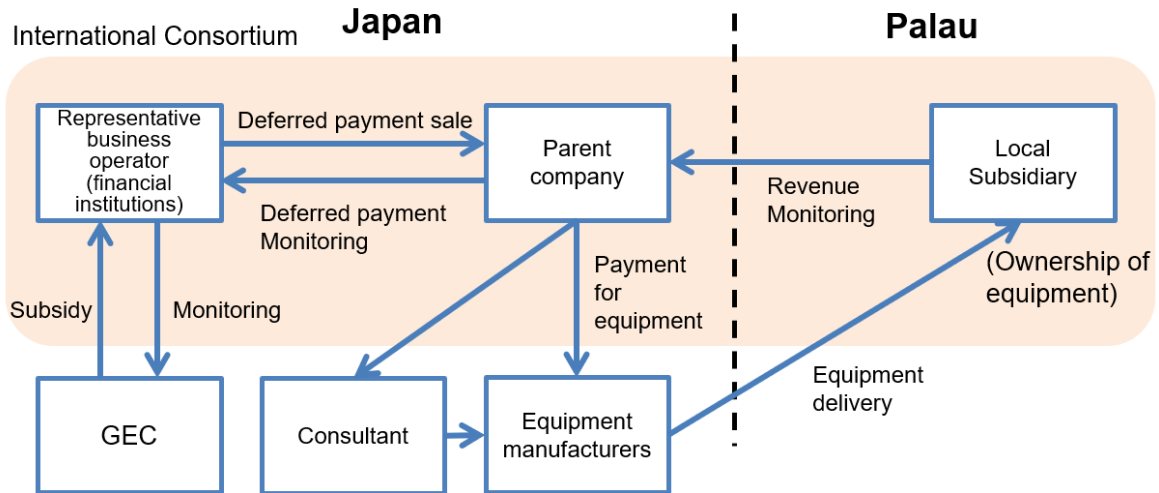 Japan
Palau
International Consortium
Representative
business
operator
(financial
institutions)
Deferred payment sale
Parent
company
Local
Subsidiary
Deferred payment
Monitoring
Revenue
Monitoring
Payment
for
equipment
(Ownership of
equipment)
Subsidy
Monitoring
Equipment
delivery
GEC
Consultant
Equipment
manufacturers